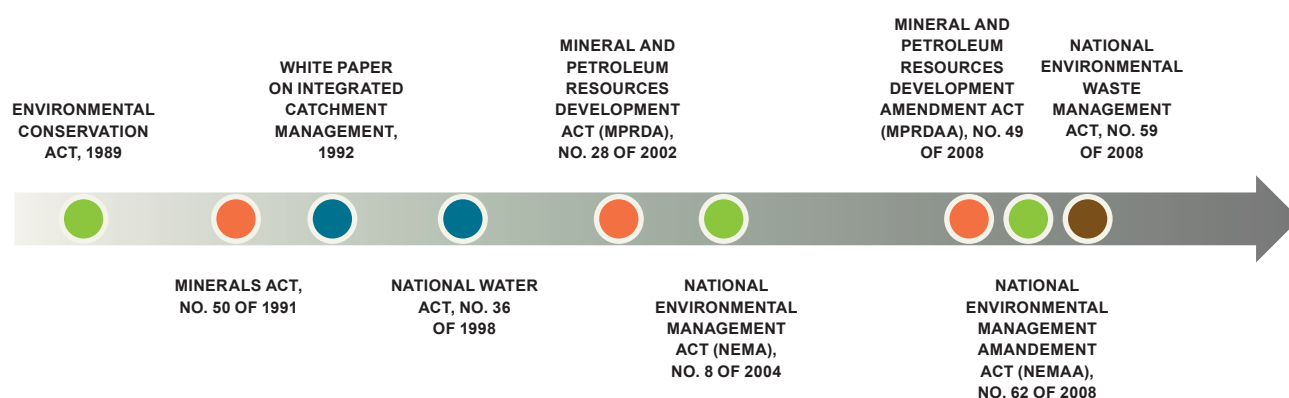 ENVIRONMENTAL
CONSERVATION
ACT, 1989
MINERALS ACT,
NO. 50 OF 1991
WHITE PAPER
ON INTEGRATED
CATCHMENT
MANAGEMENT,
1992
NATIONAL WATER
ACT, NO. 36
OF 1998
MINERAL AND
PETROLEUM
RESOURCES
DEVELOPMENT
ACT (MPRDA),
NO. 28 OF 2002
NATIONAL
ENVIRONMENTAL
MANAGEMENT
ACT (NEMA),
NO. 8 OF 2004
MINERAL AND
PETROLEUM
RESOURCES
DEVELOPMENT
AMENDMENT ACT
(MPRDAA), NO. 49
OF 2008
NATIONAL
ENVIRONMENTAL
MANAGEMENT
AMANDEMENT
ACT (NEMAA),
NO. 62 OF 2008
NATIONAL
ENVIRONMENTAL
WASTE
MANAGEMENT
ACT, NO. 59
OF 2008